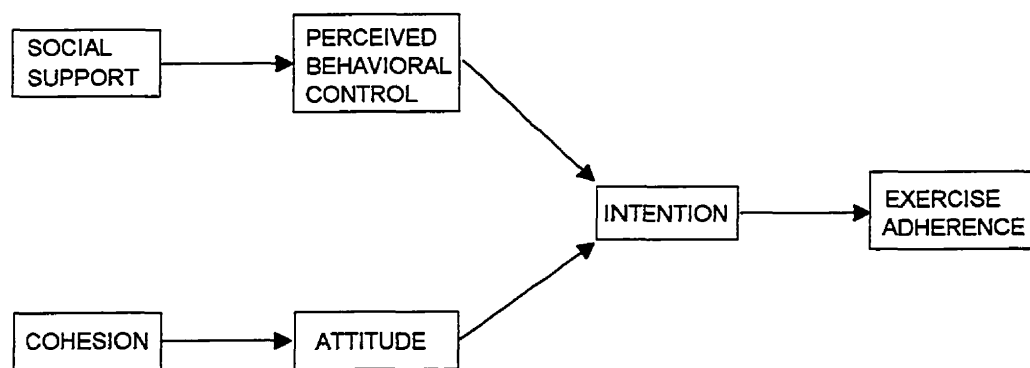 SOCIAL
SUPPORT
PERCEIVED
BEHAVIORAL
CONTROL
INTENTION
EXERCISE
ADHERENCE
COHESION
ATTITUDE